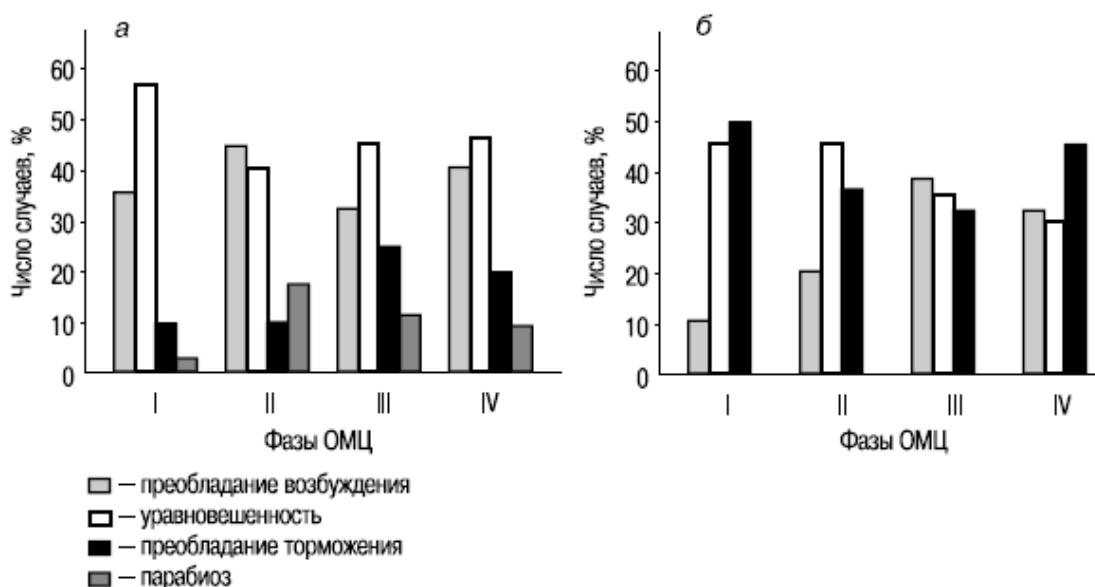 а
Число случаев, %
60
50
40
30
20
10
0
I II III IV
Фазы ОМЦ
б
Число случаев, %
60
50
40
30
20
10
0
I II III IV
Фазы ОМЦ
— преобладание возбуждения
— уравновешенность
— преобладание торможения
— парабиоз